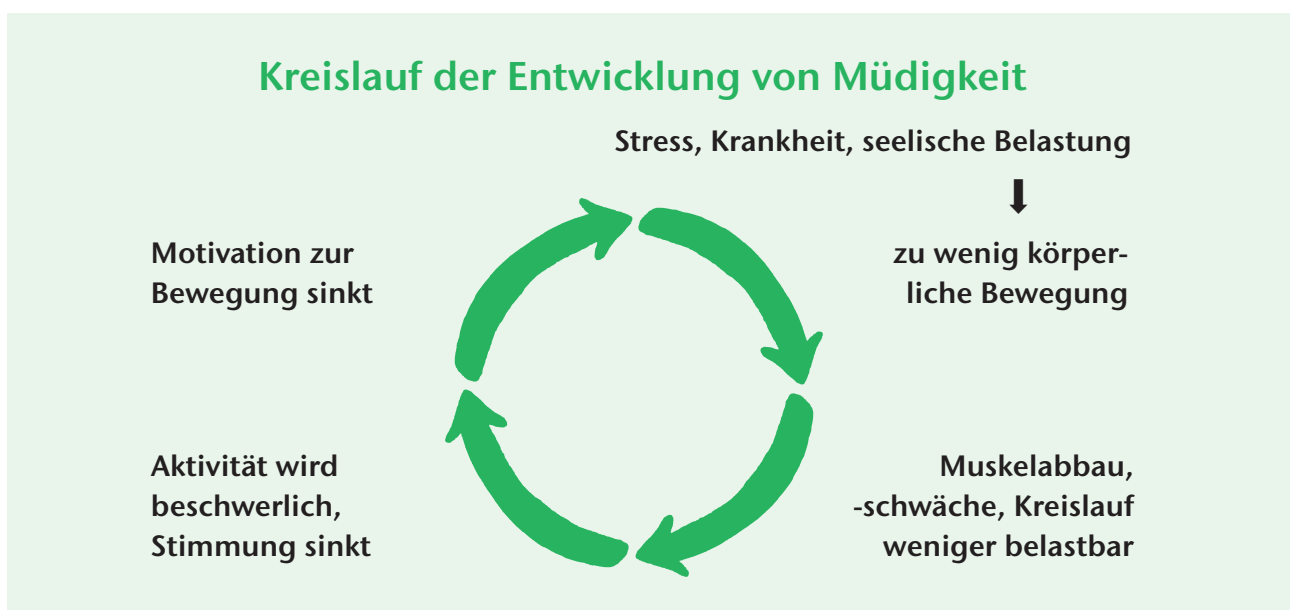 Kreislauf der Entwicklung von Müdigkeit
Stress, Krankheit, seelische Belastung
zu wenig körper-
liche Bewegung
Muskelabbau,
-schwäche, Kreislauf
weniger belastbar
Aktivität wird
beschwerlich,
Stimmung sinkt
Motivation zur
Bewegung sinkt